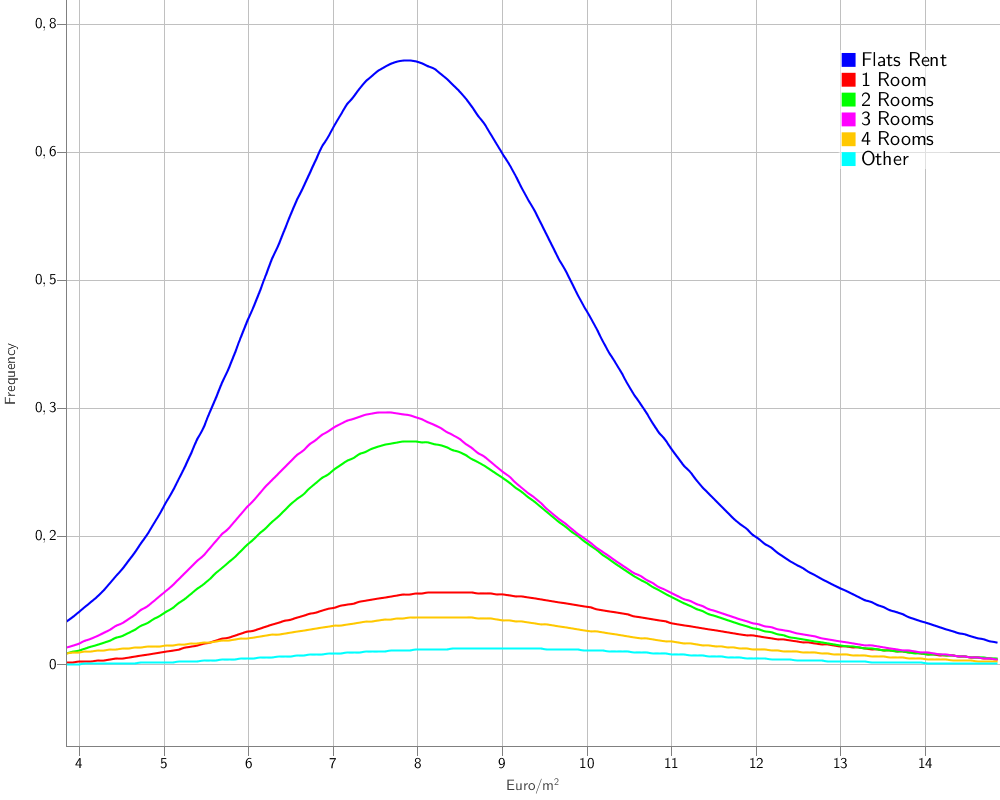 0,8
0,6
0,5
0,3
0,2
0
Frequency
Flats Rent
1 Room
2 Rooms
3 Rooms
4 Rooms
Other
4 5 6 7 8 9 10 11 12 13 14
Euro/m²